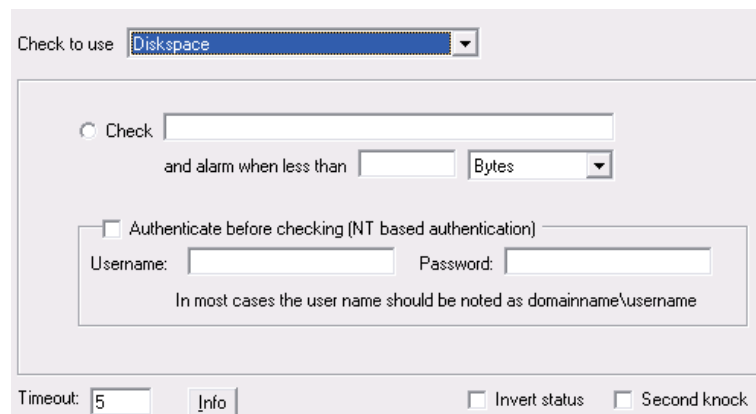 Check to use Diskspace
Check
and alarm when less than Bytes
Authenticate before checking (NT based authentication)
Username: Password:
In most cases the user name should be noted as domainname\username
Timeout: 5 Info Invert status Second knock